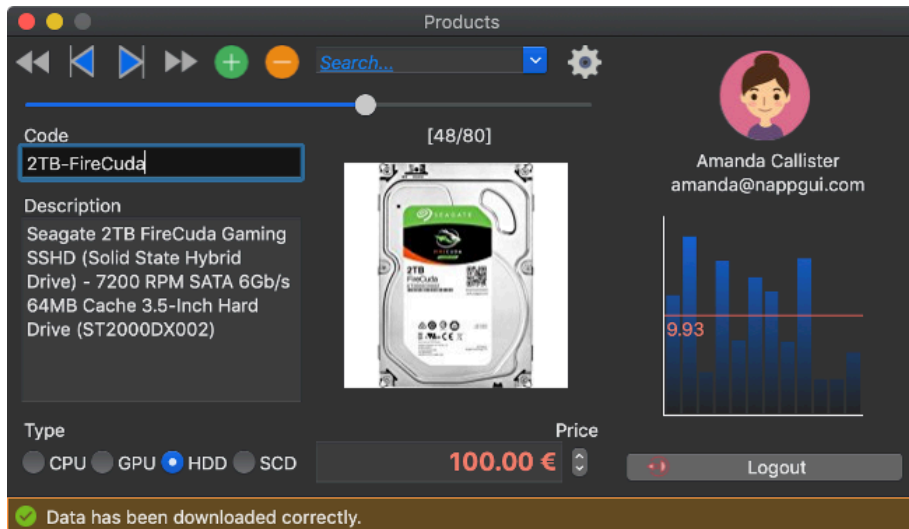 Products
Search...
Code
[48/80]
2TB-FireCuda
Description
Seagate 2TB FireCuda Gaming
SSHD (Solid State Hybrid
Drive) - 7200 RPM SATA 6Gb/s
64MB Cache 3.5-Inch Hard
Drive (ST2000DX002)
SEAGATE
FIRECUDA
2TB
FireCuda
Amanda Callister
amanda@nappgui.com
9.93
Type
CPU GPU HDD SCD
Price
100.00 €
Logout
Data has been downloaded correctly.